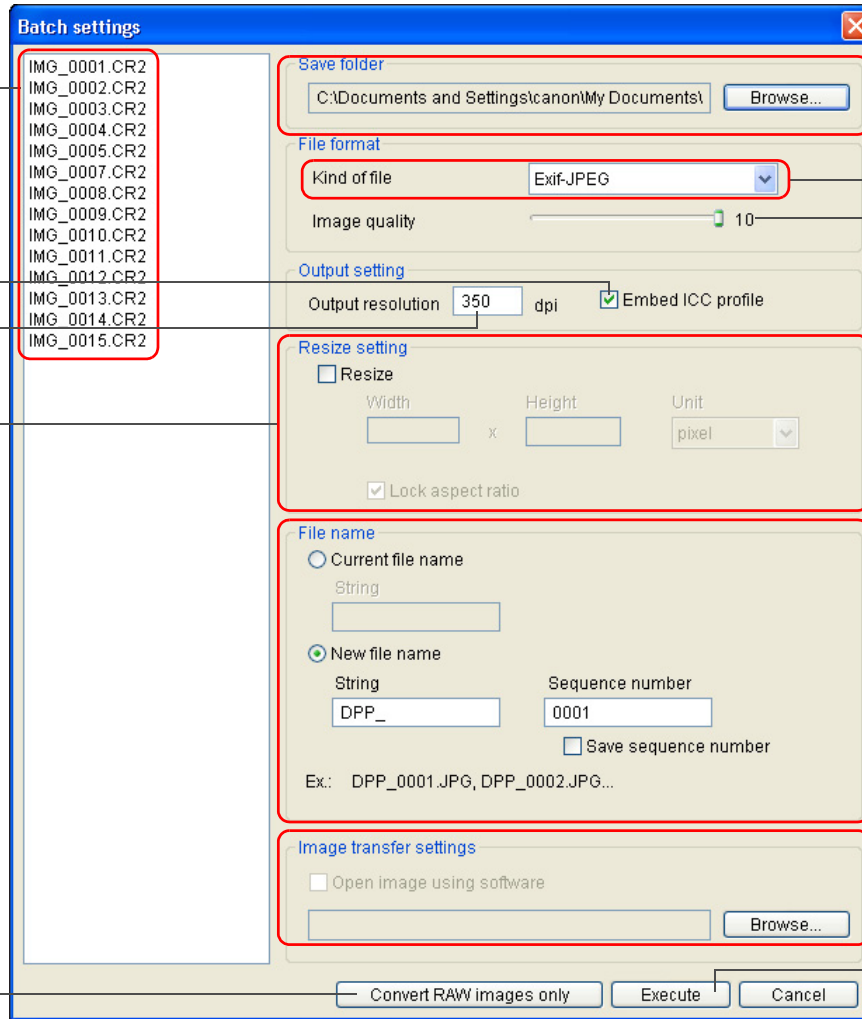 Batch settings
IMG_0001.CR2
IMG_0002.CR2
IMG_0003.CR2
IMG_0004.CR2
IMG_0005.CR2
IMG_0007.CR2
IMG_0008.CR2
IMG_0009.CR2
IMG_0010.CR2
IMG_0011.CR2
IMG_0012.CR2
IMG_0013.CR2
IMG_0014.CR2
IMG_0015.CR2
Save folder
C:\Documents and Settings\canon\My Documents\ Browse...
File format
Kind of file Exif-JPEG
Image quality 10
Output setting
Output resolution 350 dpi Embed ICC profile
Resize setting
Resize
Width Height Unit
x pixel
Lock aspect ratio
File name
Current file name
String
New file name
String Sequence number
DPP_ 0001
Save sequence number
Ex.: DPP_0001.JPG, DPP_0002.JPG...
Image transfer settings
Open image using software
Browse...
Convert RAW images only Execute Cancel